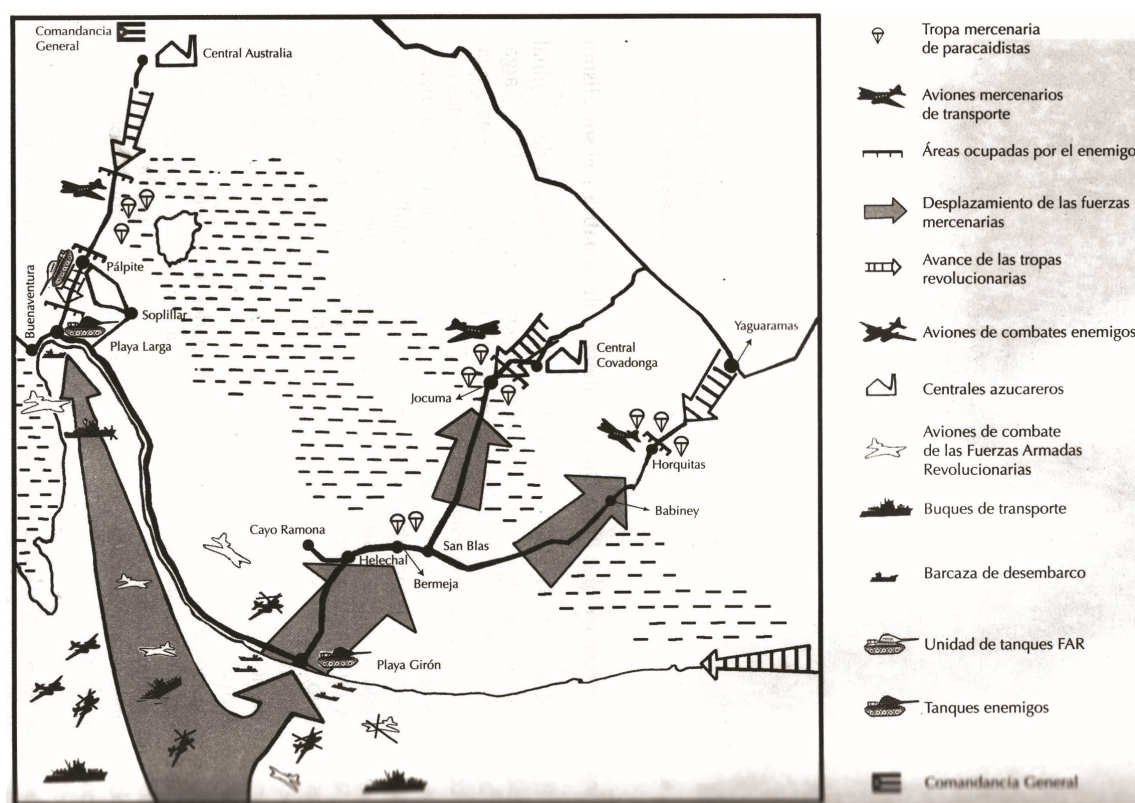 Comandancia
General
Central Australia
Pálpite
Buenaventura
Soplillar
Playa Larga
Central
Covadonga
Yaguaramas
Jocuma
Horquitas
Babiney
Cayo Ramona
San Blas
Helechal
Bermeja
Playa Girón
Tropa mercenaria
de paracaidistas
Aviones mercenarios
de transporte
Áreas ocupadas por el enemigo
Desplazamiento de las fuerzas
mercenarias
Avance de las tropas
revolucionarias
Aviones de combates enemigos
Centrales azucareros
Aviones de combate
de las Fuerzas Armadas
Revolucionarias
Buques de transporte
Barcaza de desembarco
Unidad de tanques FAR
Tanques enemigos
Comandancia General